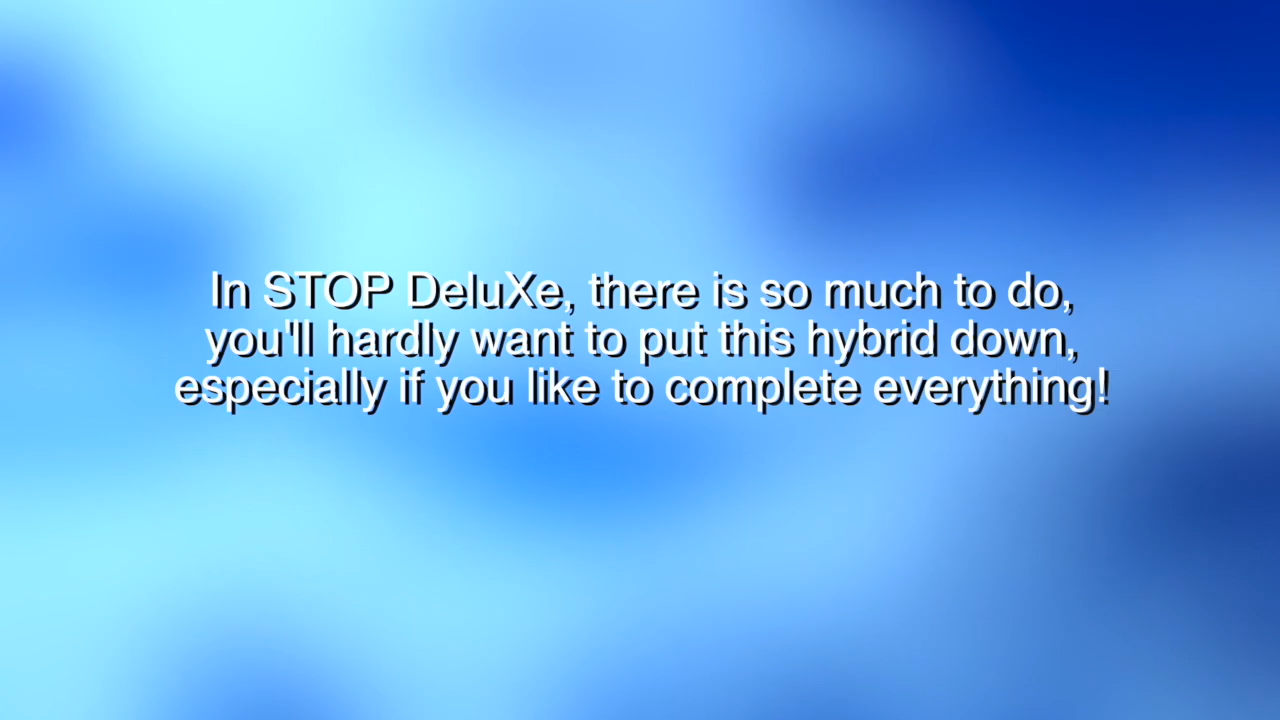 In STOP DeluXe, there is so much to do,
you'll hardly want to put this hybrid down,
especially if you like to complete everything!